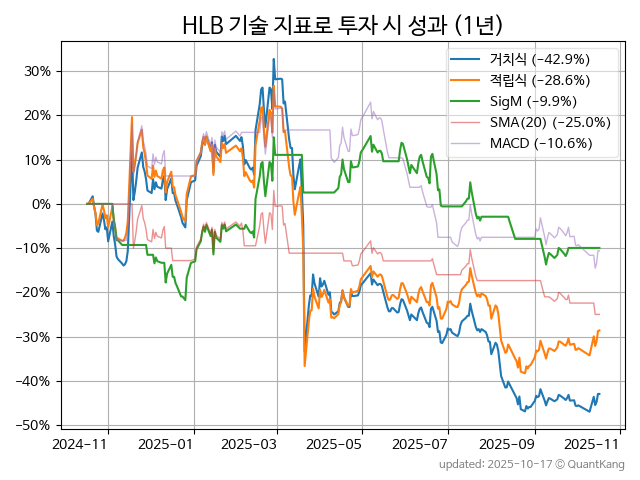 HLB 기술 지표로 투자 시 성과 (1년)
거치식 (−42.9%)
적립식 (−28.6%)
SigM (−9.9%)
SMA(20) (−25.0%)
MACD (−10.6%)
30%
20%
10%
0%
−10%
−20%
−30%
−40%
−50%
2024-11
2025-01
2025-03
2025-05
2025-07
2025-09
2025-11
updated: 2025-10-17 © QuantKang